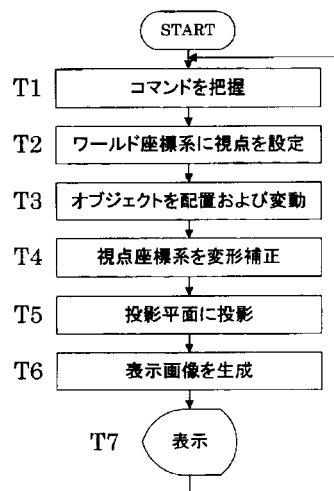 START
T1 コマンドを把握
T2 ワールド座標系に視点を設定
T3 オブジェクトを配置および変動
T4 視点座標系を変形補正
T5 投影平面に投影
T6 表示画像を生成
T7 表示